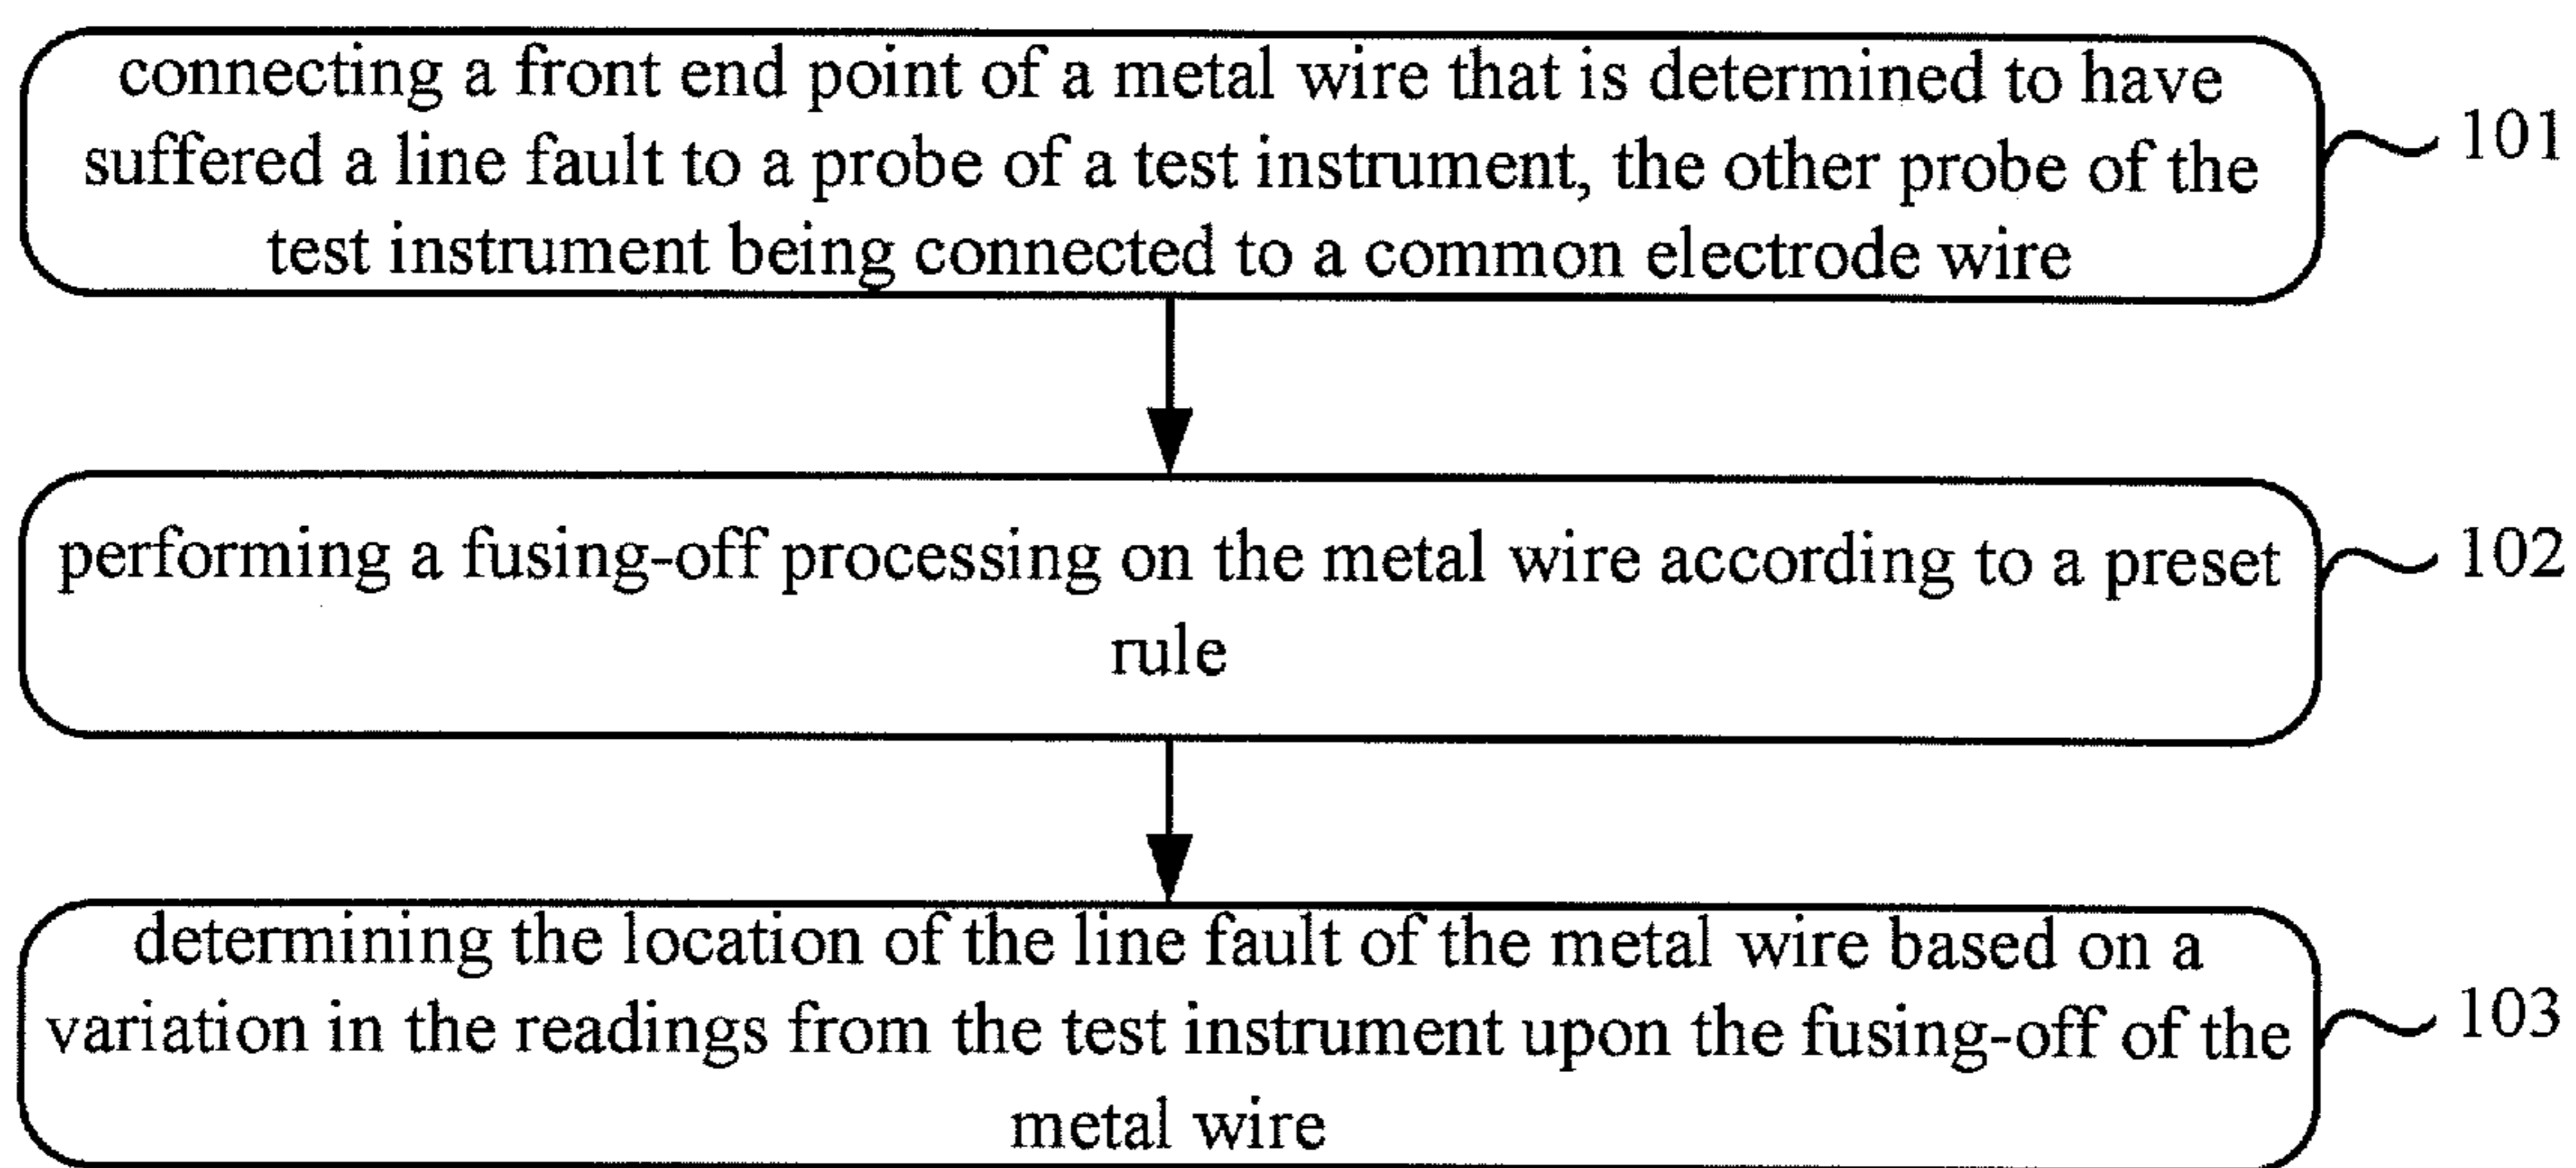 connecting a front end point of a metal wire that is determined to have
suffered a line fault to a probe of a test instrument, the other probe of the
test instrument being connected to a common electrode wire
101
performing a fusing-off processing on the metal wire according to a preset
rule
102
determining the location of the line fault of the metal wire based on a
variation in the readings from the test instrument upon the fusing-off of the
metal wire
103